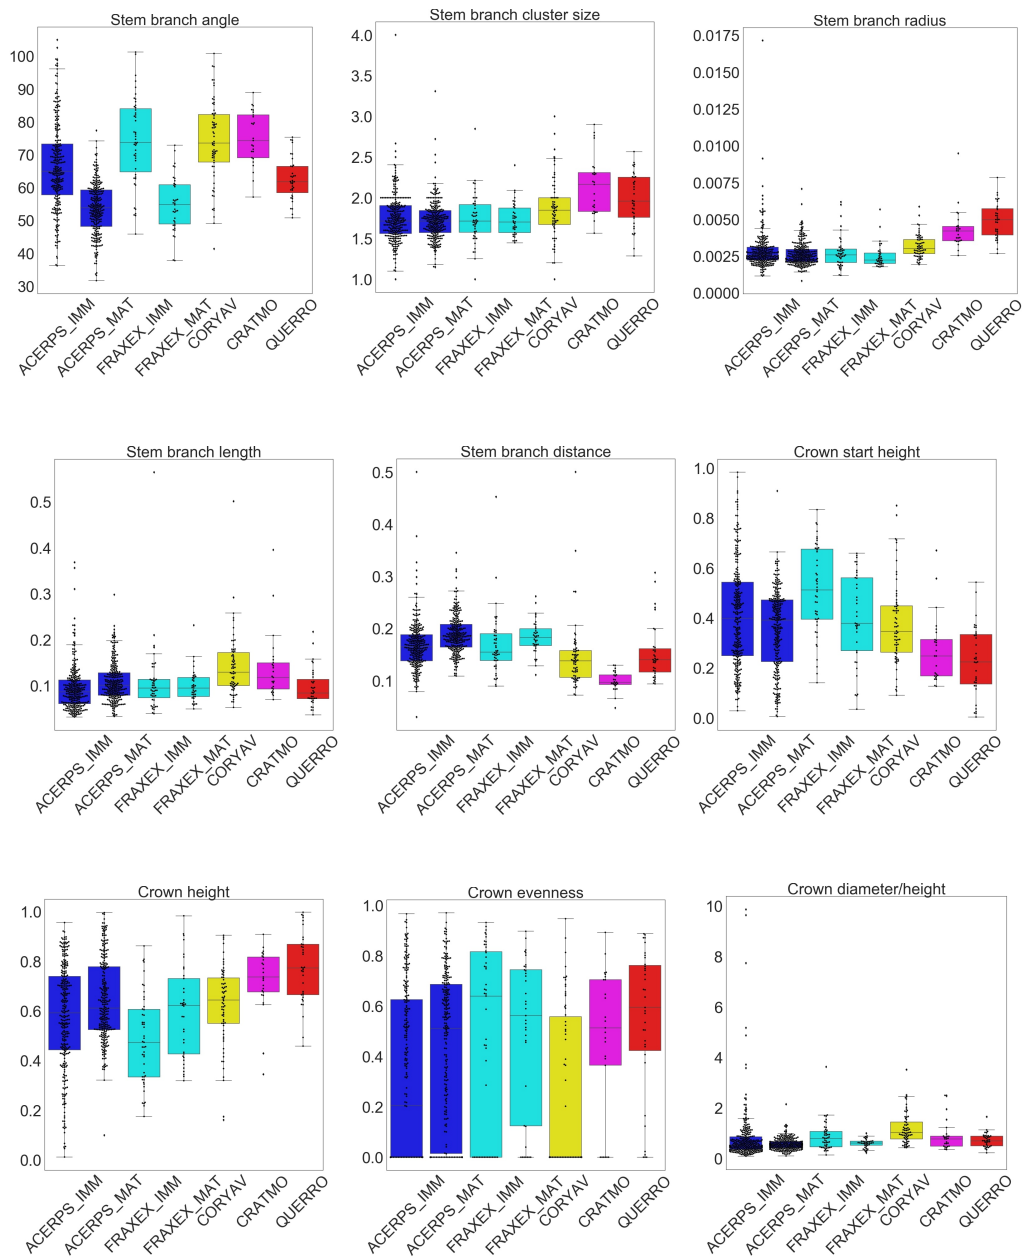 Stem branch angle
100
90
80
70
60
50
40
30
ACERPS_IMM
ACERPS_MAT
FRAXEX_IMM
FRAXEX_MAT
CORYAV
CRATMO
QUERRO
Stem branch cluster size
4.0
3.5
3.0
2.5
2.0
1.5
1.0
ACERPS_IMM
ACERPS_MAT
FRAXEX_IMM
FRAXEX_MAT
CORYAV
CRATMO
QUERRO
Stem branch radius
0.0175
0.0150
0.0125
0.0100
0.0075
0.0050
0.0025
0.0000
ACERPS_IMM
ACERPS_MAT
FRAXEX_IMM
FRAXEX_MAT
CORYAV
CRATMO
QUERRO
Stem branch length
0.5
0.4
0.3
0.2
0.1
ACERPS_IMM
ACERPS_MAT
FRAXEX_IMM
FRAXEX_MAT
CORYAV
CRATMO
QUERRO
Stem branch distance
0.5
0.4
0.3
0.2
0.1
ACERPS_IMM
ACERPS_MAT
FRAXEX_IMM
FRAXEX_MAT
CORYAV
CRATMO
QUERRO
Crown start height
1.0
0.8
0.6
0.4
0.2
0.0
ACERPS_IMM
ACERPS_MAT
FRAXEX_IMM
FRAXEX_MAT
CORYAV
CRATMO
QUERRO
Crown height
1.0
0.8
0.6
0.4
0.2
0.0
ACERPS_IMM
ACERPS_MAT
FRAXEX_IMM
FRAXEX_MAT
CORYAV
CRATMO
QUERRO
Crown evenness
1.0
0.8
0.6
0.4
0.2
0.0
ACERPS_IMM
ACERPS_MAT
FRAXEX_IMM
FRAXEX_MAT
CORYAV
CRATMO
QUERRO
Crown diameter/height
10
8
6
4
2
0
ACERPS_IMM
ACERPS_MAT
FRAXEX_IMM
FRAXEX_MAT
CORYAV
CRATMO
QUERRO